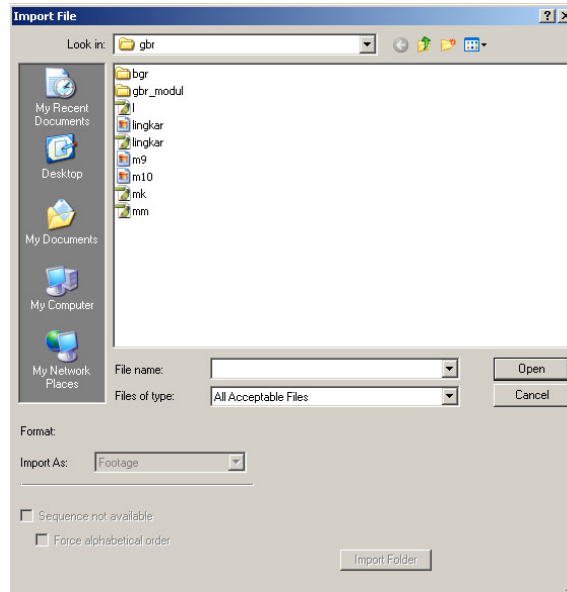 Import File
Look in: gbr
My Recent
Documents
Desktop
My Documents
My Computer
My Network
Places
bgr
gbr_modul
l
lingkar
lingkar
m9
m10
mk
mm
File name: Open
Files of type: All Acceptable Files Cancel
Format:
Import As: Footage
Sequence not available
Force alphabetical order
Import Folder